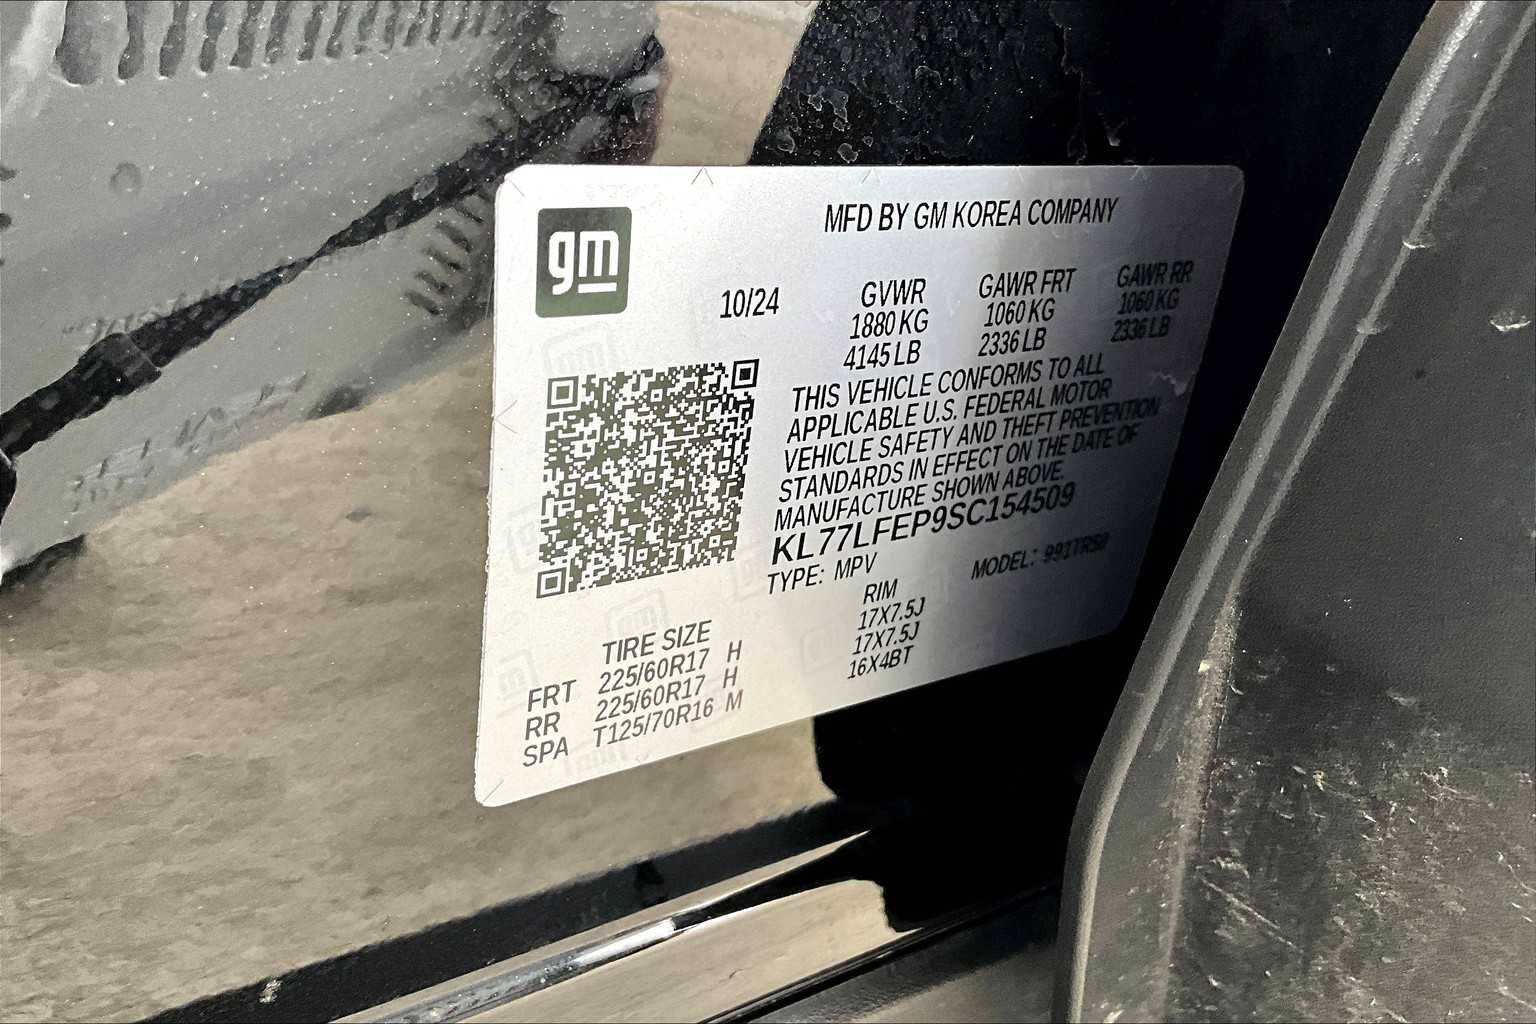 gm
MFD BY GM KOREA COMPANY
10/24
GVWR GAWR FRT GAWR RR
1880 KG 1060 KG 1060 KG
4145 LB 2336 LB 2336 LB
THIS VEHICLE CONFORMS TO ALL
APPLICABLE U.S. FEDERAL MOTOR
VEHICLE SAFETY AND THEFT PREVENTION
STANDARDS IN EFFECT ON THE DATE OF
MANUFACTURE SHOWN ABOVE.
KL77LFEP9SC154509
TYPE: MPV MODEL:
TIRE SIZE RIM
FRT 225/60R17 H 17X7.5J
RR 225/60R17 H 17X7.5J
SPA T125/70R16 M 16X4BT